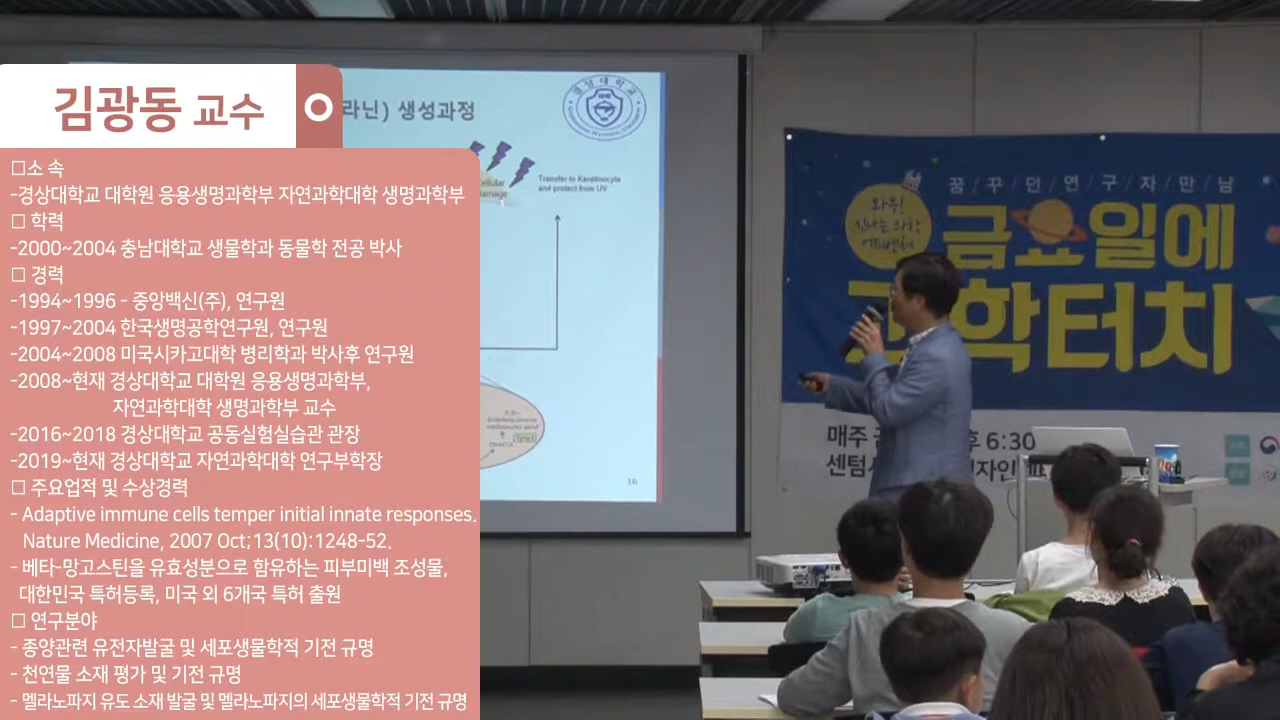 김광동 교수
□소 속
-경상대학교 대학원 응용생명과학부 자연과학대학 생명과학부
□ 학력
-2000~2004 충남대학교 생물학과 동물학 전공 박사
□ 경력
-1994~1996 - 중앙백신(주), 연구원
-1997~2004 한국생명공학연구원, 연구원
-2004~2008 미국시카고대학 병리학과 박사후 연구원
-2008~현재 경상대학교 대학원 응용생명과학부,
자연과학대학 생명과학부 교수
-2016~2018 경상대학교 공동실험실습관 관장
-2019~현재 경상대학교 자연과학대학 연구부학장
□ 주요업적 및 수상경력
- Adaptive immune cells temper initial innate responses.
Nature Medicine, 2007 Oct;13(10):1248-52.
- 베타-망고스틴을 유효성분으로 함유하는 피부미백 조성물,
대한민국 특허등록, 미국 외 6개국 특허 출원
□ 연구분야
- 종양관련 유전자발굴 및 세포생물학적 기전 규명
- 천연물 소재 평가 및 기전 규명
- 멜라노파지 유도 소재 발굴 및 멜라노파지의 세포생물학적 기전 규명
라닌) 생성과정
경상대학교
Transfer to Keratinocyte
and protect from UV
16
꿈/꾸/던/연/구/자/만/남
와우!
신나는 과학
금요일에
학터치
매주 6:30
센텀